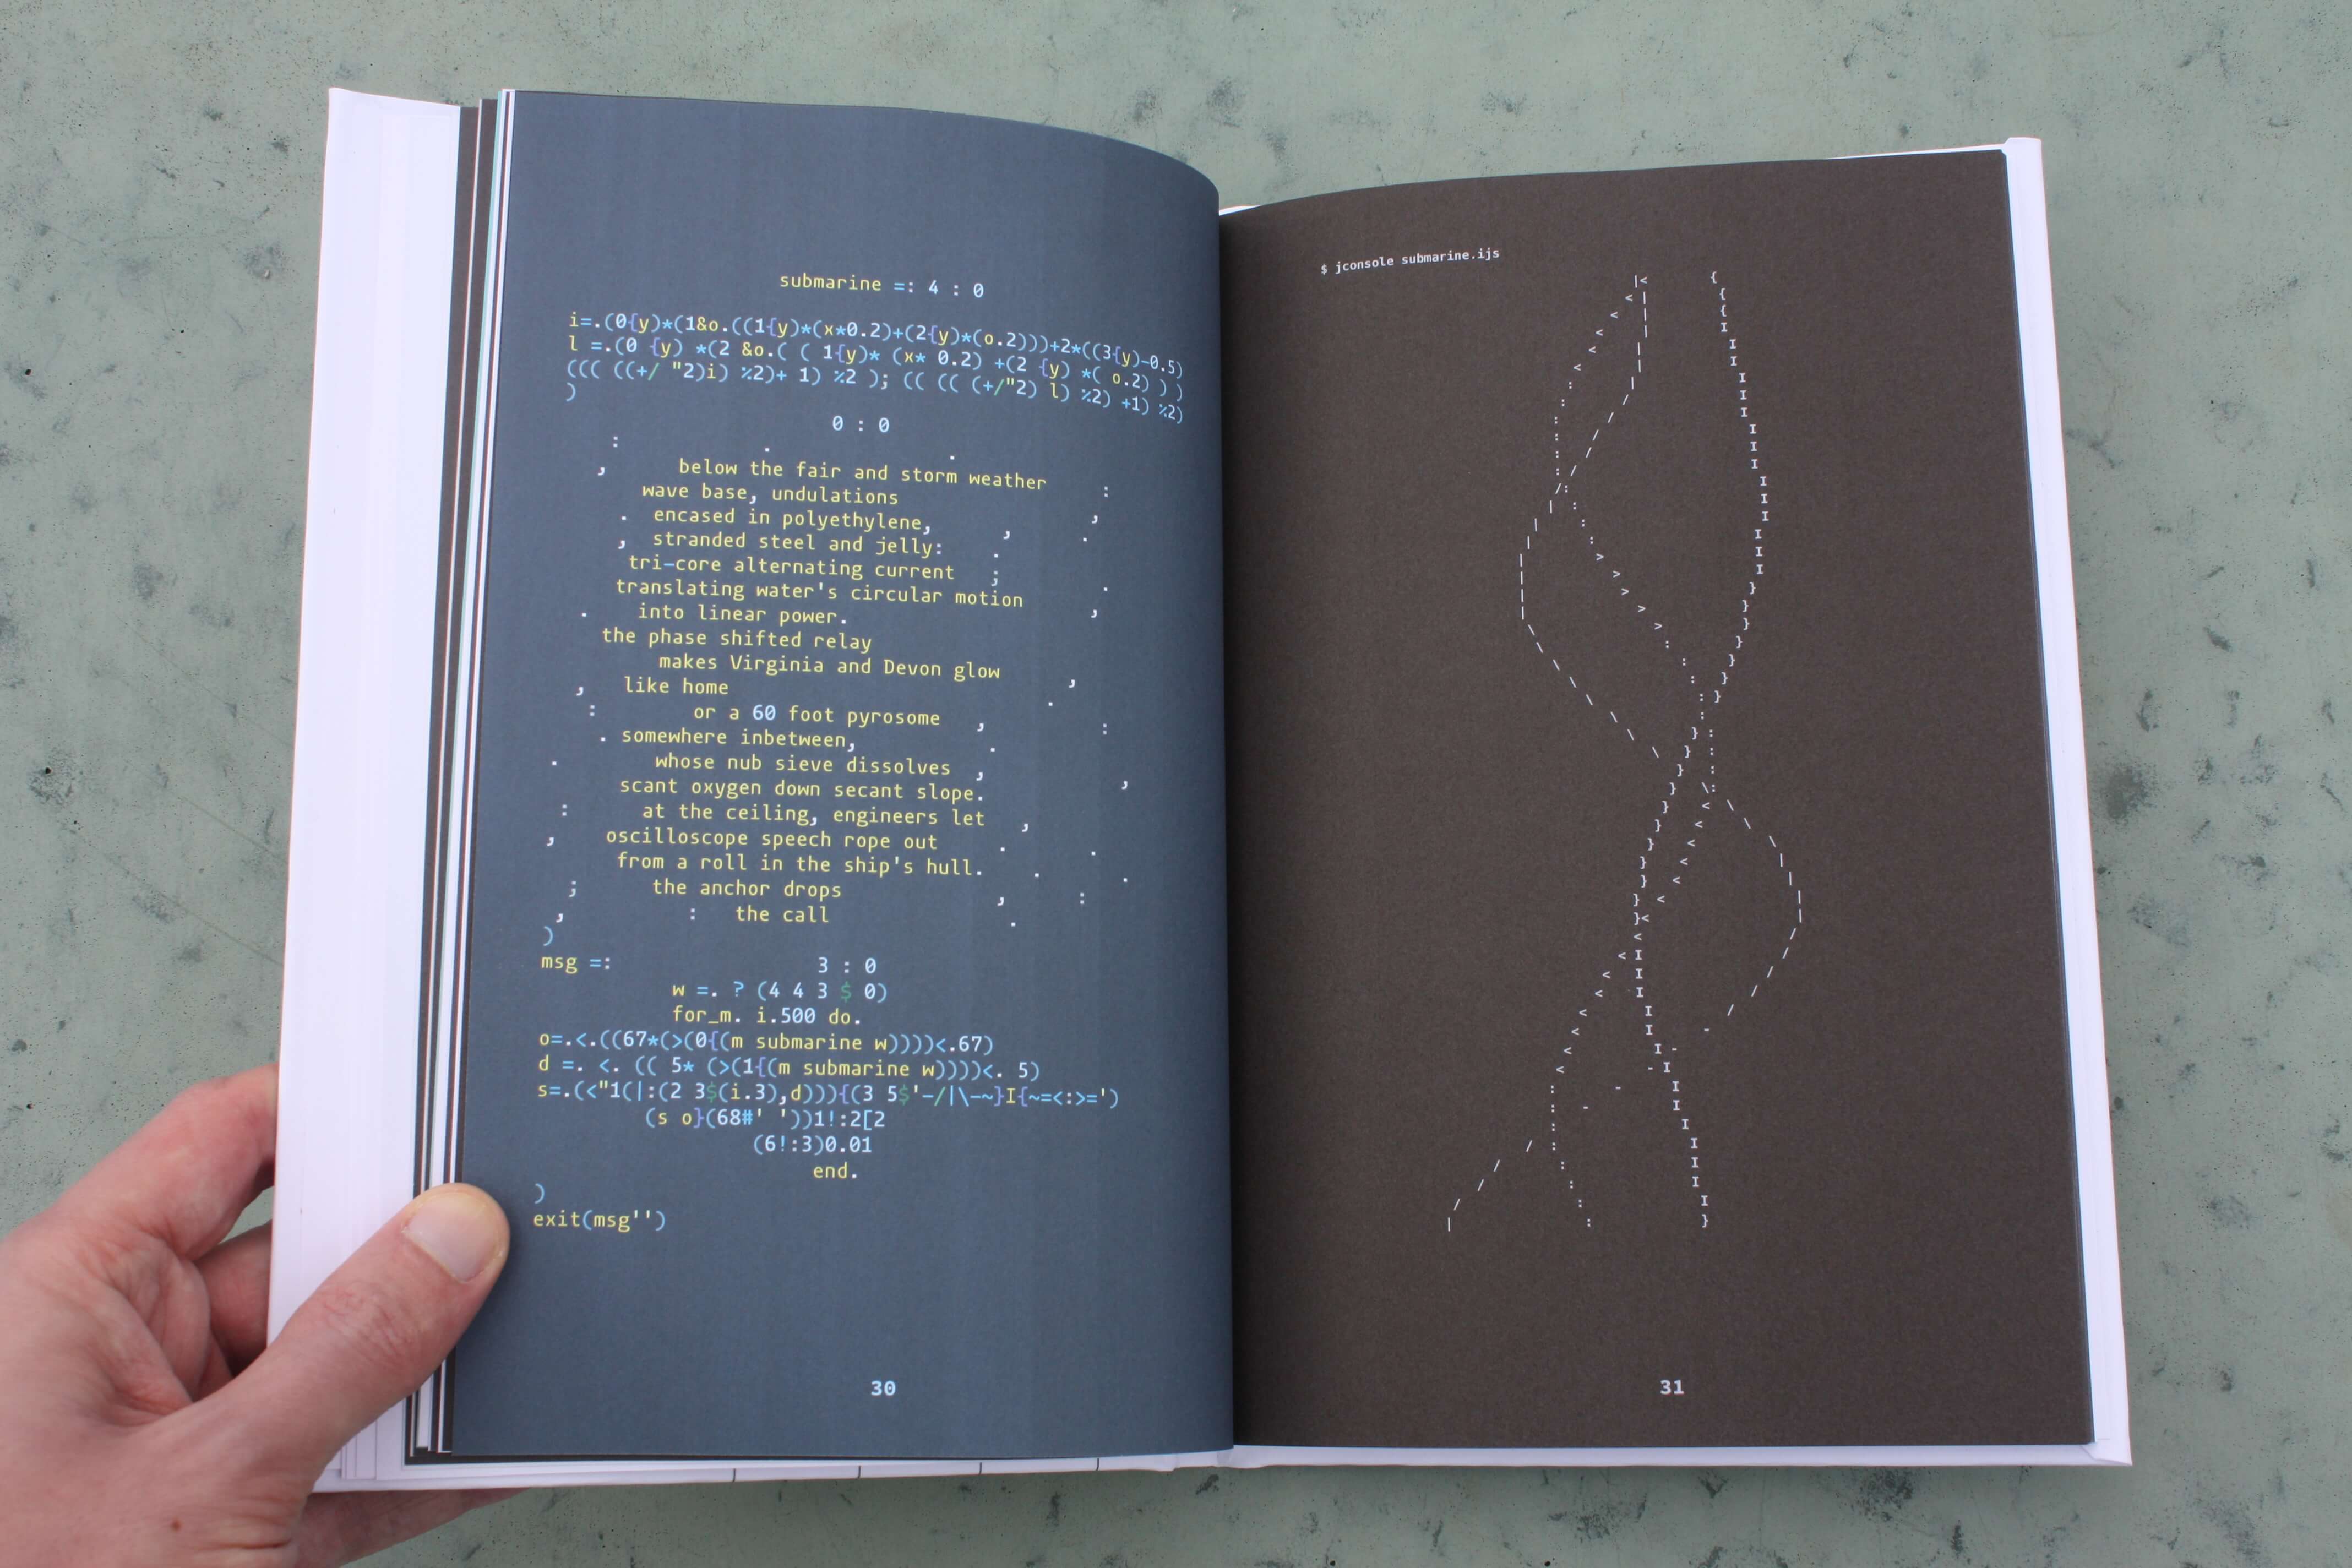 submarine =: 4 : 0
i=.(0{y)*(1&o.((1{y)*(x*0.2)+(2{y)*(o.2)))+2*((3{y)-0.5)
l =.(0 {y) *(2 &o.( ( 1{y)* (x* 0.2) +(2 {y) *( o.2) ) )
((( ((+/ "2)i) %2)+ 1) %2 ); (( (( (+/"2) l) %2) +1) %2)
)
0 : 0
: . .
, below the fair and storm weather
wave base, undulations :
. encased in polyethylene, , ,
, stranded steel and jelly: . .
tri-core alternating current ;
translating water's circular motion .
. into linear power. ,
the phase shifted relay
makes Virginia and Devon glow
, like home ,
: or a 60 foot pyrosome , .
. somewhere inbetween, . :
. whose nub sieve dissolves ,
scant oxygen down secant slope. ,
: at the ceiling, engineers let ,
, oscilloscope speech rope out .
from a roll in the ship's hull. . .
; the anchor drops , :
, : the call .
)
msg =: 3 : 0
w =. ? (4 4 3 $ 0)
for_m. i.500 do.
o=.<.((67*(>(0{(m submarine w))))<.67)
d =. <. (( 5* (>(1{(m submarine w))))<. 5)
s=.(<"1(|:(2 3$(i.3),d))){(3 5$'-/|\-~}I{~=<:>=')
(s o}(68#' '))1!:2[2
(6!:3)0.01
end.
)
exit(msg'')
30
$ jconsole submarine.ijs
31